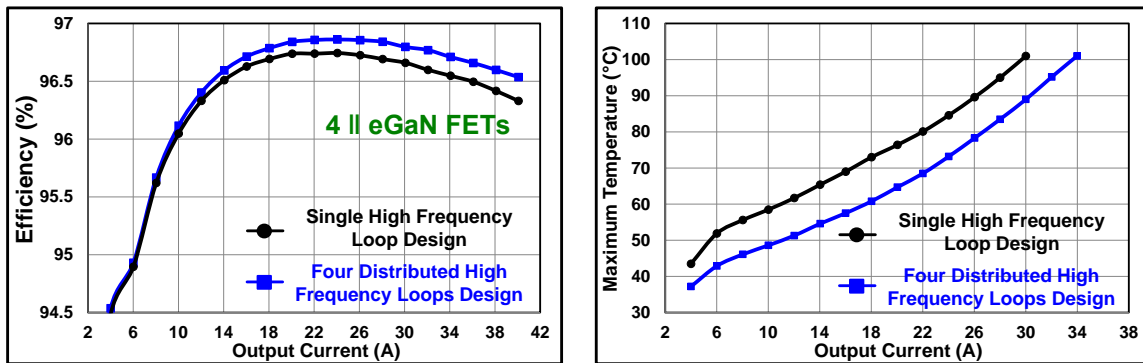 97
96.5
96
95.5
95
94.5
Efficiency (%)
4 || eGaN FETs
Single High Frequency
Loop Design
Four Distributed High
Frequency Loops Design
2 6 10 14 18 22 26 30 34 38 42
Output Current (A)
110
100
90
80
70
60
50
40
30
Maximum Temperature (°C)
Single High Frequency
Loop Design
Four Distributed High
Frequency Loops Design
2 6 10 14 18 22 26 30 34 38
Output Current (A)